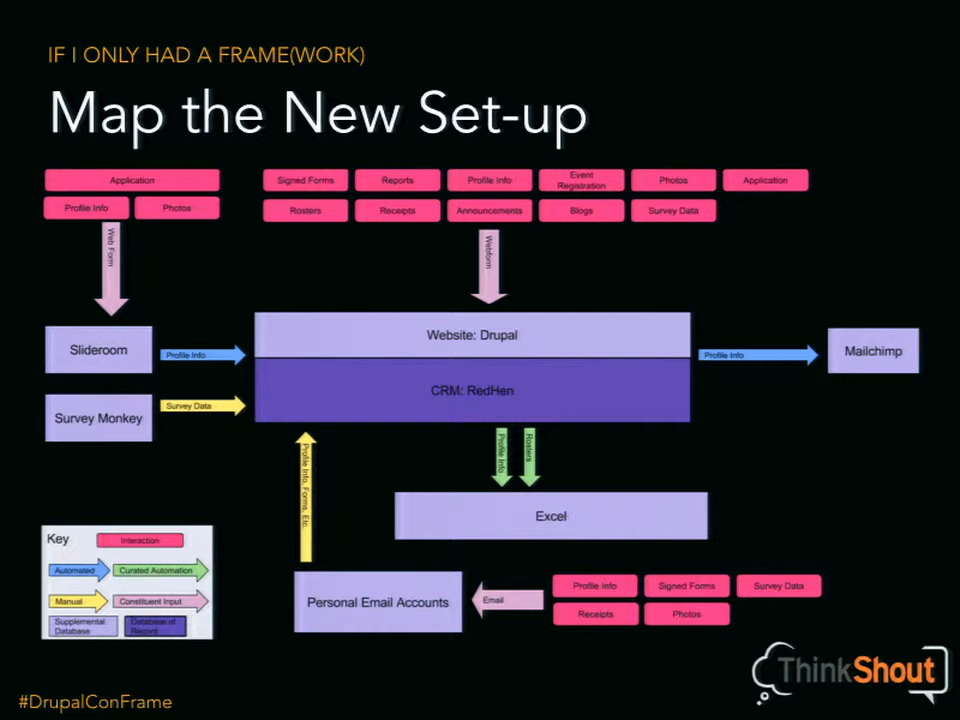 IF I ONLY HAD A FRAME(WORK)
Map the New Set-up
Application
Profile Info
Photos
Web Form
Signed Forms
Reports
Profile Info
Event
Registration
Photos
Application
Rosters
Receipts
Announcements
Blogs
Survey Data
Webform
Slideroom
Profile Info
Survey Monkey
Survey Data
Website: Drupal
CRM: RedHen
Profile Info
Mailchimp
Profile Info, Forms, Etc.
Profile Info
Rosters
Excel
Personal Email Accounts
Email
Profile Info
Signed Forms
Survey Data
Receipts
Photos
Key
Interaction
Automated
Curated Automation
Manual
Constituent Input
Supplemental
Database
Database of
Record
ThinkShout
#DrupalConFrame